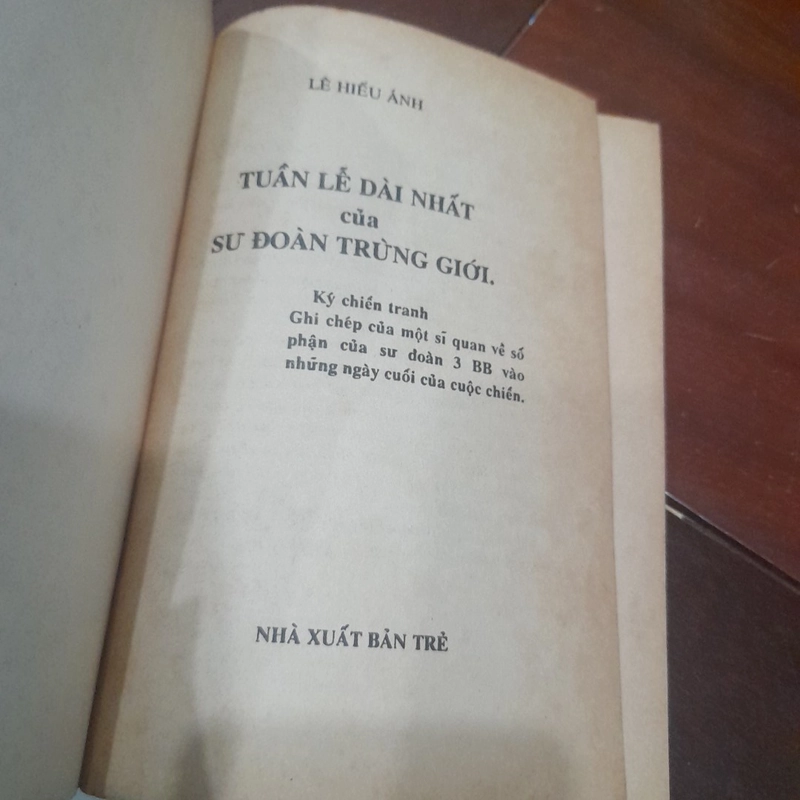 LÊ HIẾU ÁNH
TUẦN LỄ DÀI NHẤT
của
SƯ ĐOÀN TRỪNG GIỚI.
Ký chiến tranh
Ghi chép của một sĩ quan về số
phận của sư đoàn 3 BB vào
những ngày cuối của cuộc chiến.
NHÀ XUẤT BẢN TRẺ